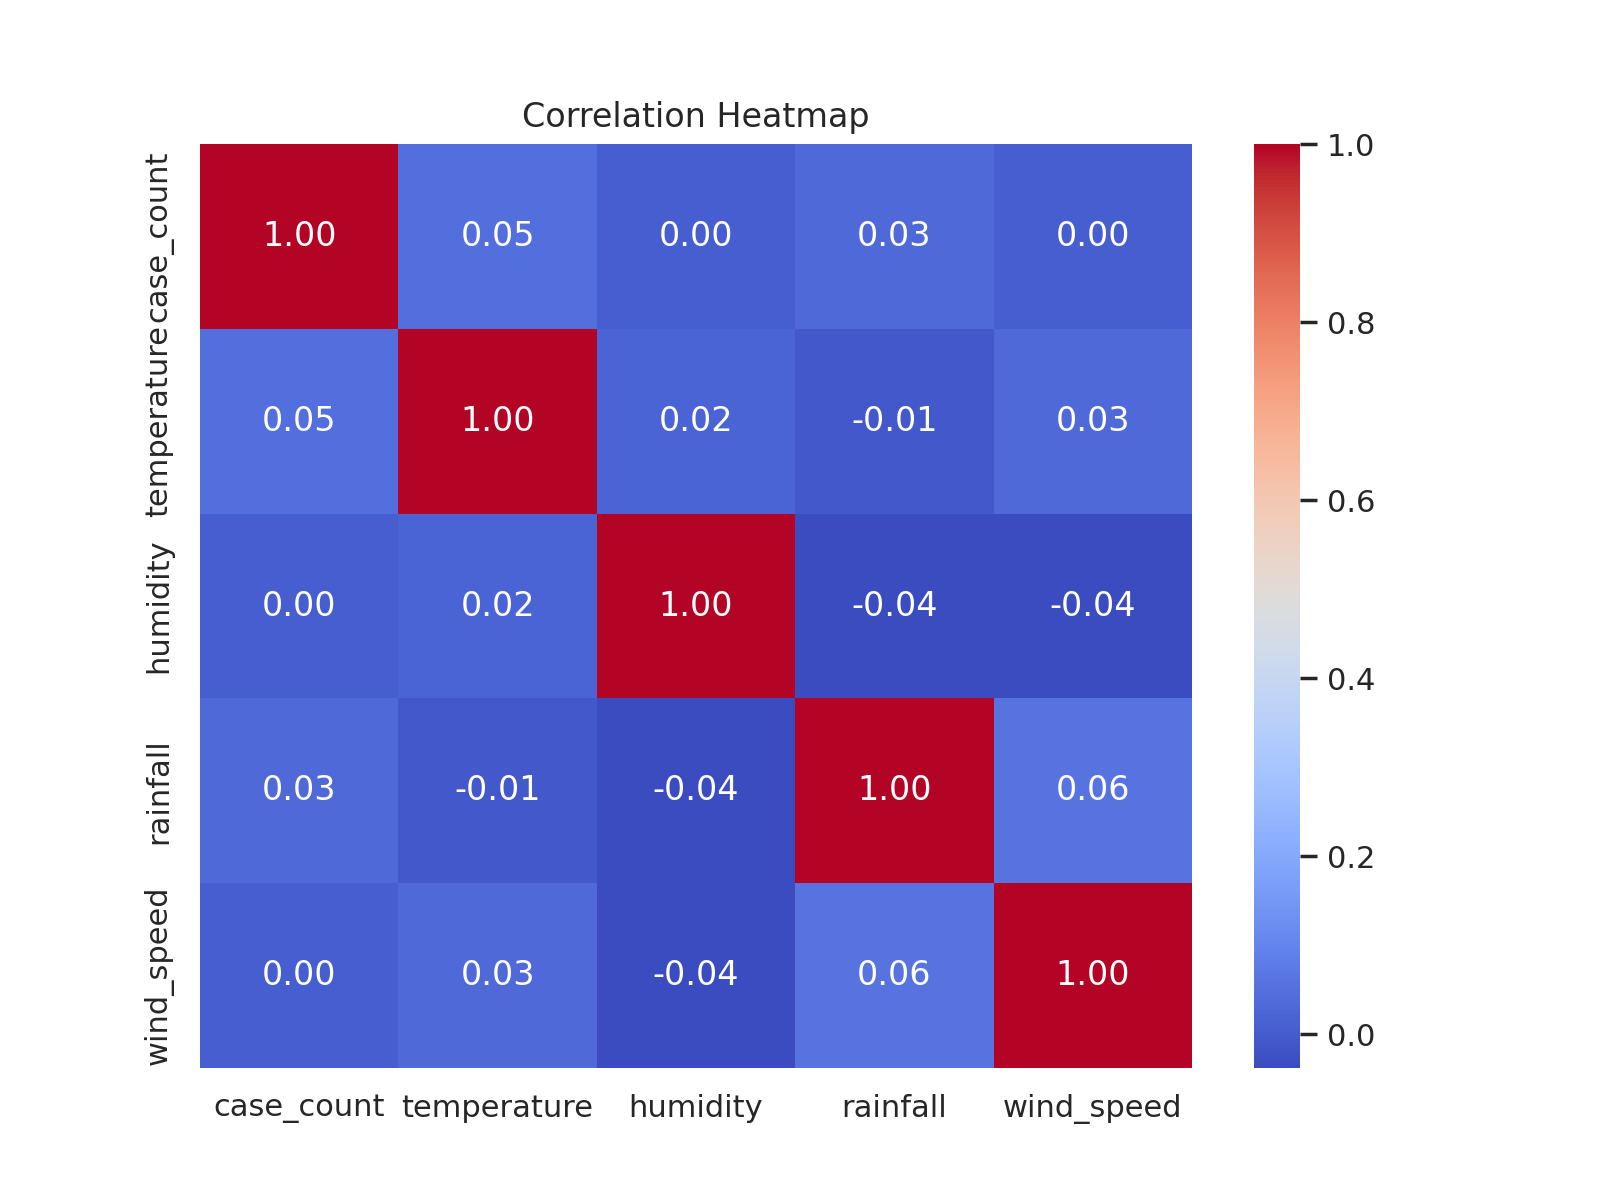 Correlation Heatmap
case_count 1.00 0.05 0.00 0.03 0.00
temperature 0.05 1.00 0.02 -0.01 0.03
humidity 0.00 0.02 1.00 -0.04 -0.04
rainfall 0.03 -0.01 -0.04 1.00 0.06
wind_speed 0.00 0.03 -0.04 0.06 1.00
case_count temperature humidity rainfall wind_speed
1.0
0.8
0.6
0.4
0.2
0.0